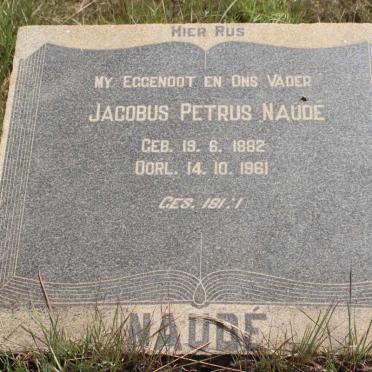 HIER RUS
MY EGGENOOT EN ONS VADER
JACOBUS PETRUS NAUDÉ
GEB. 19. 6. 1882
OORL. 14. 10. 1961
GES. 181:1
NAUDÉ